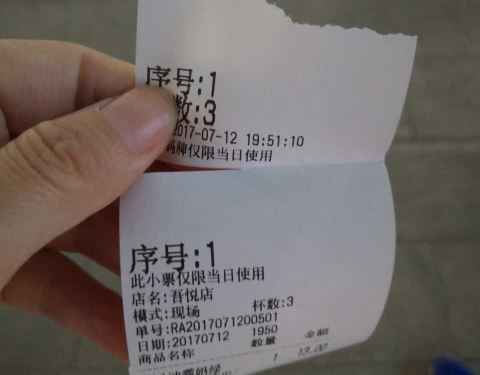 序号:1
数:3
2017-07-12 19:51:10
码牌仅限当日使用
序号:1
此小票仅限当日使用
店名:吾悦店
模式:现场 杯数:3
单号:RA2017071200501
日期:20170712 1950
商品名称 数量 金额
1 13.00